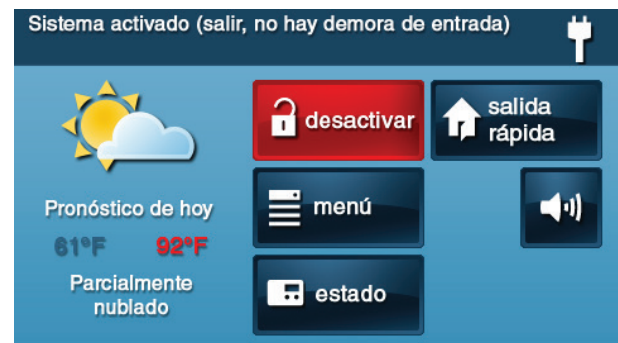 Sistema activado (salir, no hay demora de entrada)
desactivar
salida
rápida
Pronóstico de hoy
61°F 92°F
Parcialmente
nublado
menú
estado